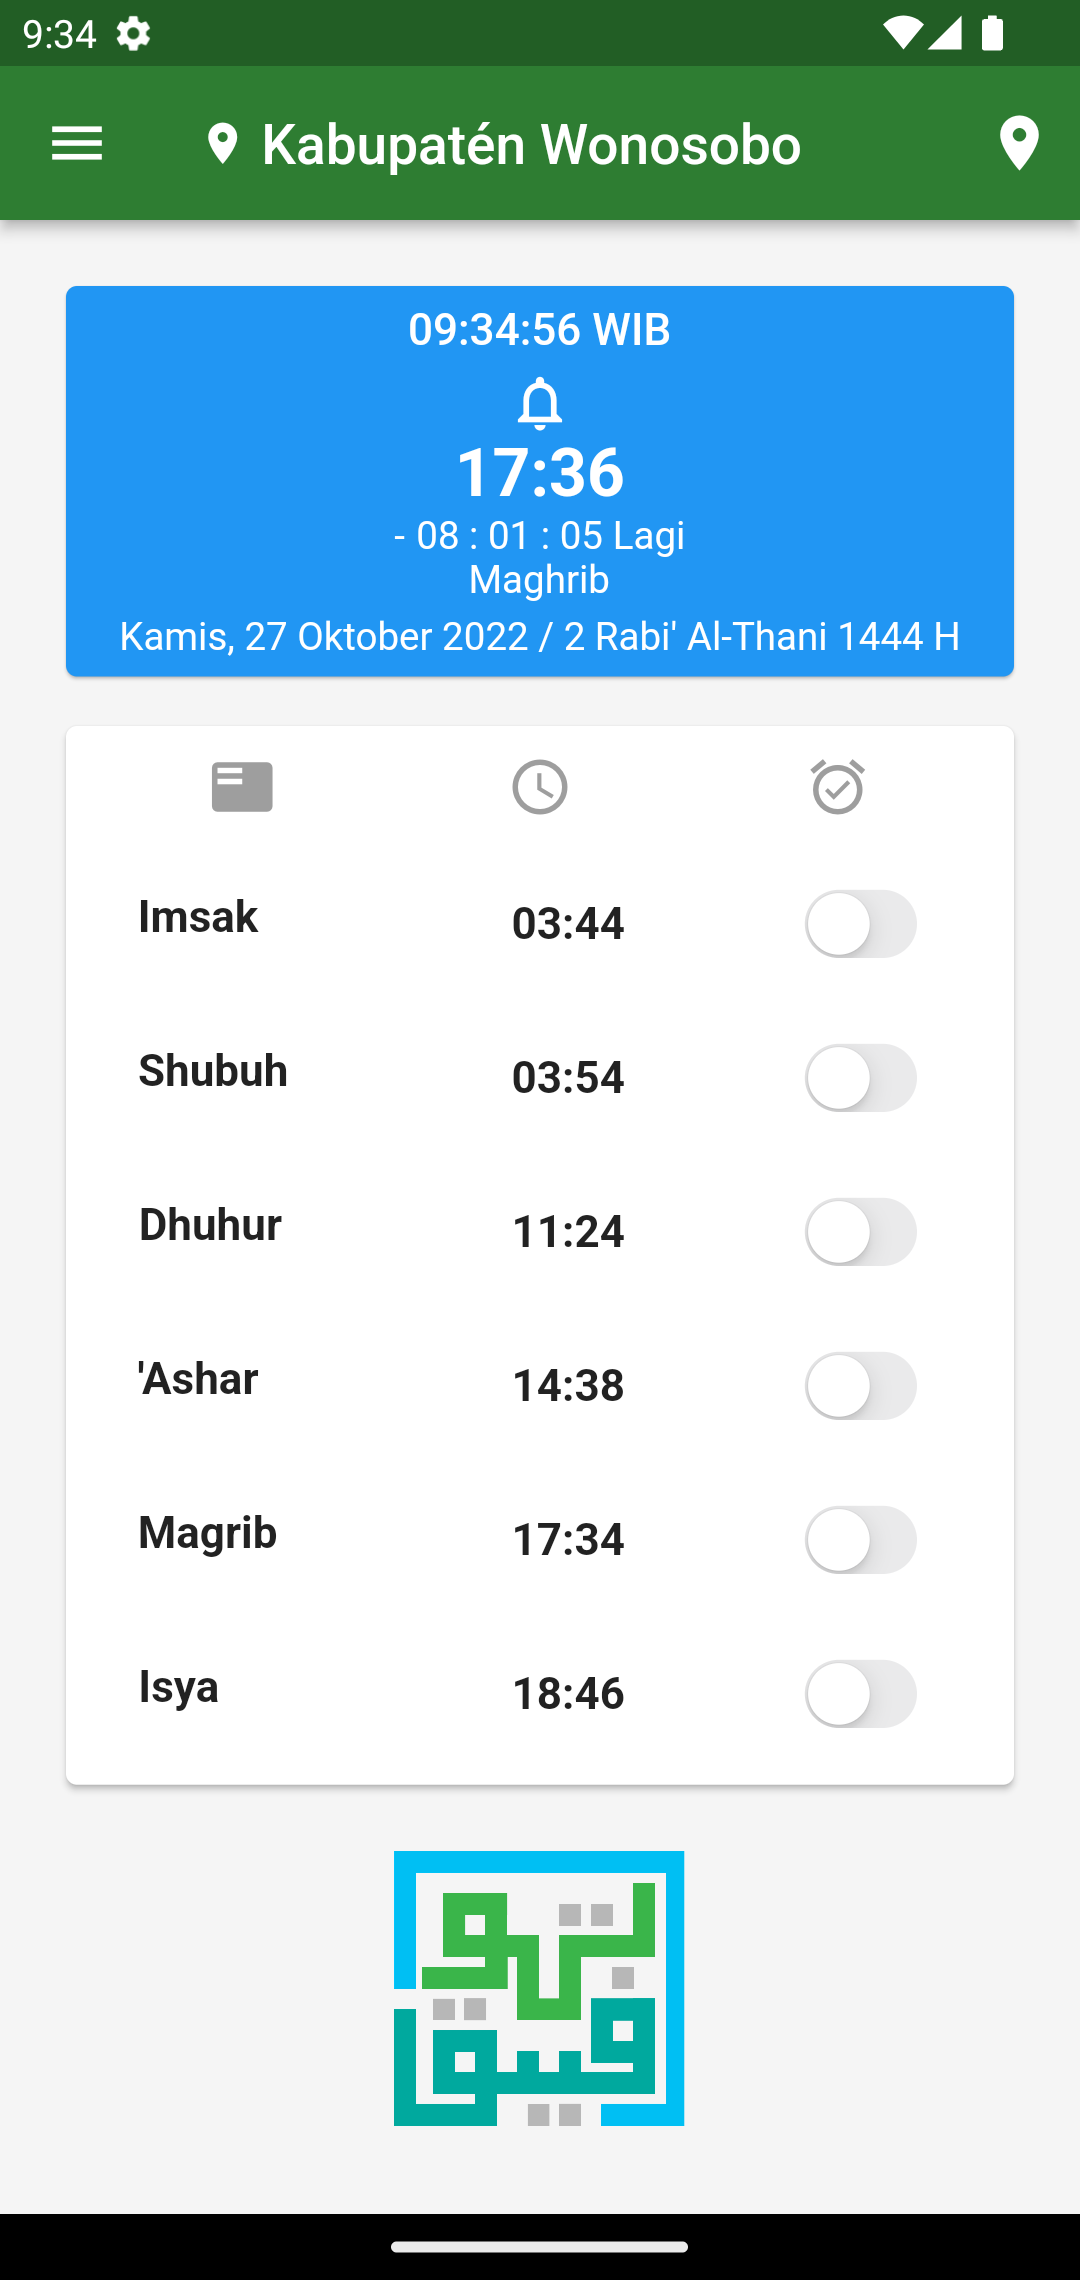 9:34
Kabupatén Wonosobo
09:34:56 WIB
17:36
- 08 : 01 : 05 Lagi
Maghrib
Kamis, 27 Oktober 2022 / 2 Rabi' Al-Thani 1444 H
Imsak 03:44
Shubuh 03:54
Dhuhur 11:24
'Ashar 14:38
Magrib 17:34
Isya 18:46